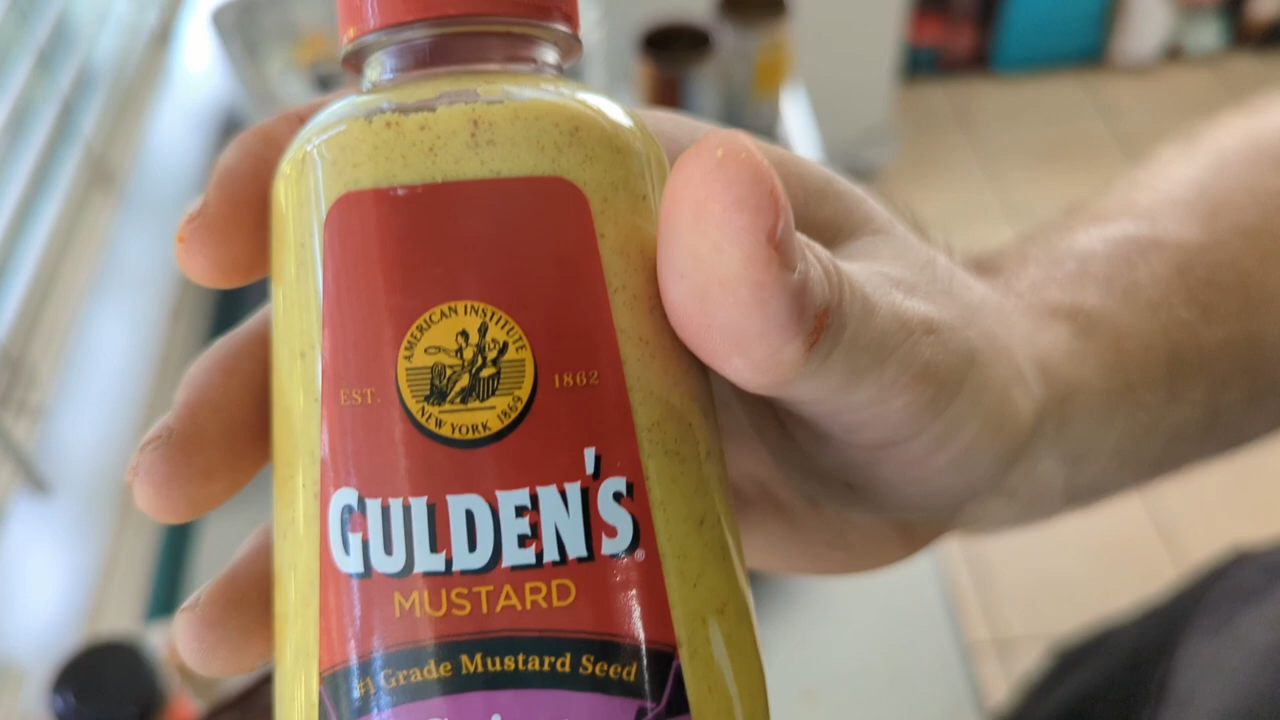 AMERICAN INSTITUTE
EST. 1862
NEW YORK 1869
GULDEN'S®
MUSTARD
#1 Grade Mustard Seed